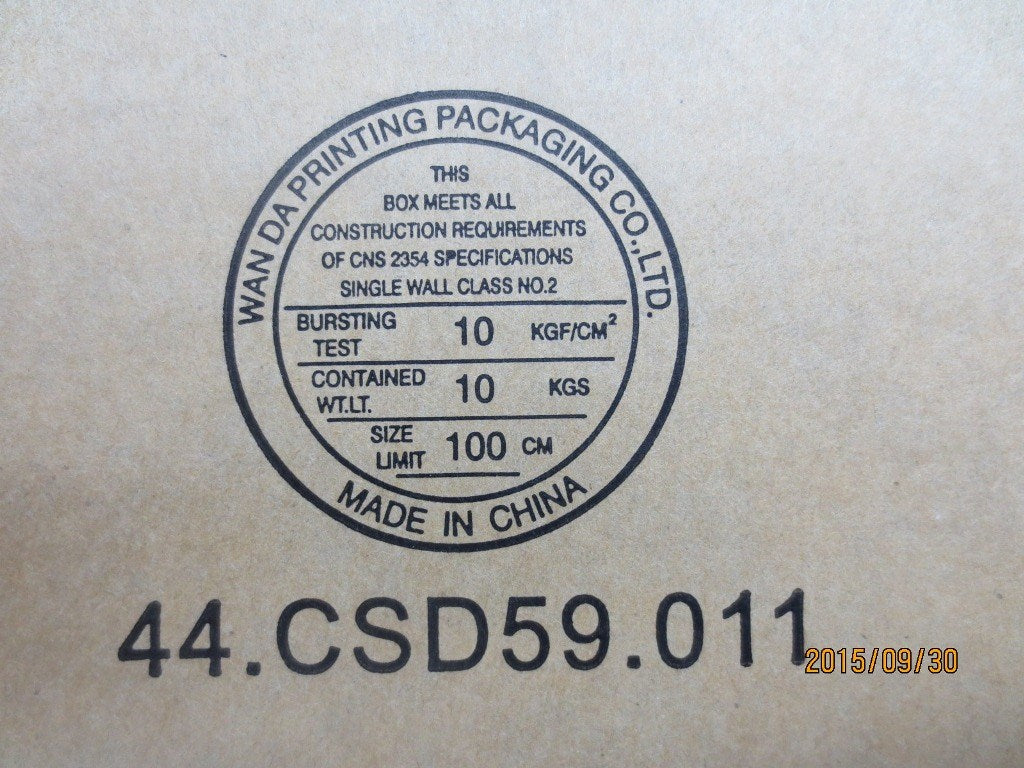 WAN DA PRINTING PACKAGING CO., LTD.
THIS
BOX MEETS ALL
CONSTRUCTION REQUIREMENTS
OF CNS 2354 SPECIFICATIONS
SINGLE WALL CLASS NO.2
BURSTING TEST 10 KGF/CM²
CONTAINED WT.LT. 10 KGS
SIZE LIMIT 100 CM
MADE IN CHINA
44.CSD59.011
2015/09/30